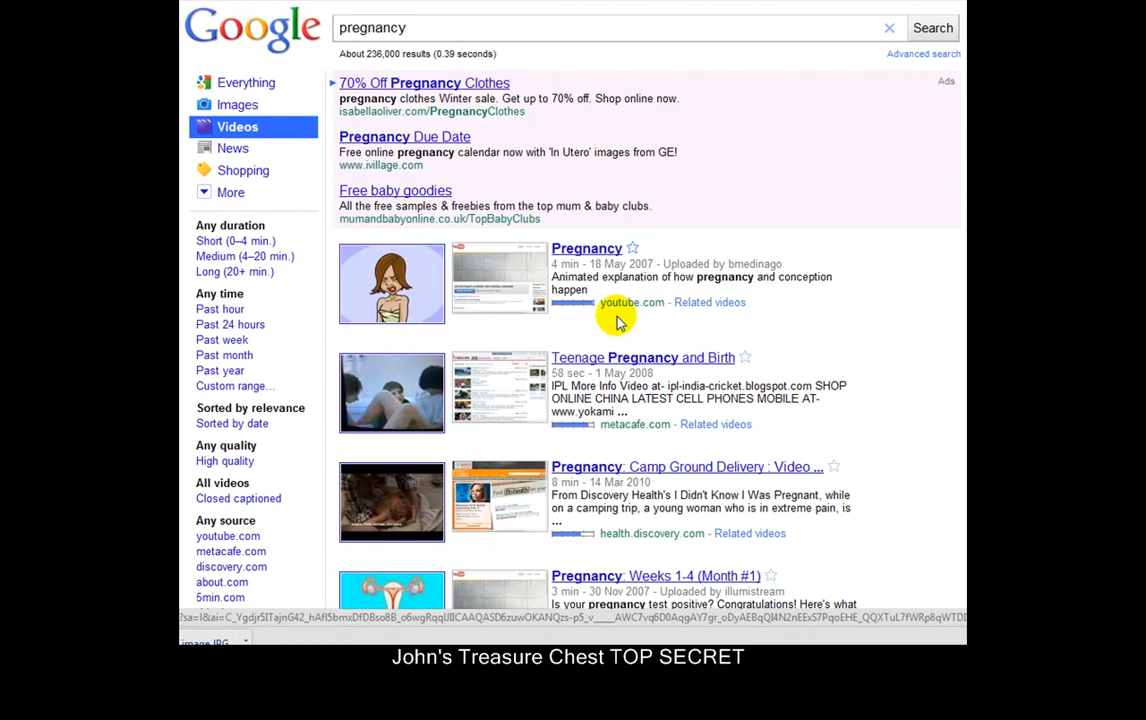 Google
pregnancy
Search
About 236,000 results (0.39 seconds)
Advanced search
Everything
Images
Videos
News
Shopping
More
Any duration
Short (0–4 min.)
Medium (4–20 min.)
Long (20+ min.)
Any time
Past hour
Past 24 hours
Past week
Past month
Past year
Custom range...
Sorted by relevance
Sorted by date
Any quality
High quality
All videos
Closed captioned
Any source
youtube.com
metacafe.com
discovery.com
about.com
5min.com
Ads
70% Off Pregnancy Clothes
pregnancy clothes Winter sale. Get up to 70% off. Shop online now.
isabellaoliver.com/PregnancyClothes
Pregnancy Due Date
Free online pregnancy calendar now with 'In Utero' images from GE!
www.ivillage.com
Free baby goodies
All the free samples & freebies from the top mum & baby clubs.
mumandbabyonline.co.uk/TopBabyClubs
Pregnancy
4 min - 18 May 2007 - Uploaded by bmedinago
Animated explanation of how pregnancy and conception
happen
youtube.com - Related videos
Teenage Pregnancy and Birth
58 sec - 1 May 2008
IPL More Info Video at- ipl-india-cricket.blogspot.com SHOP
ONLINE CHINA LATEST CELL PHONES MOBILE AT-
www.yokami ...
metacafe.com - Related videos
Pregnancy: Camp Ground Delivery : Video ...
8 min - 14 Mar 2010
From Discovery Health's I Didn't Know I Was Pregnant, while
on a camping trip, a young woman who is in extreme pain, is
...
health.discovery.com - Related videos
Pregnancy: Weeks 1-4 (Month #1)
3 min - 30 Nov 2007 - Uploaded by illumistream
Is your pregnancy test positive? Congratulations! Here's what
image.JPG
John's Treasure Chest TOP SECRET